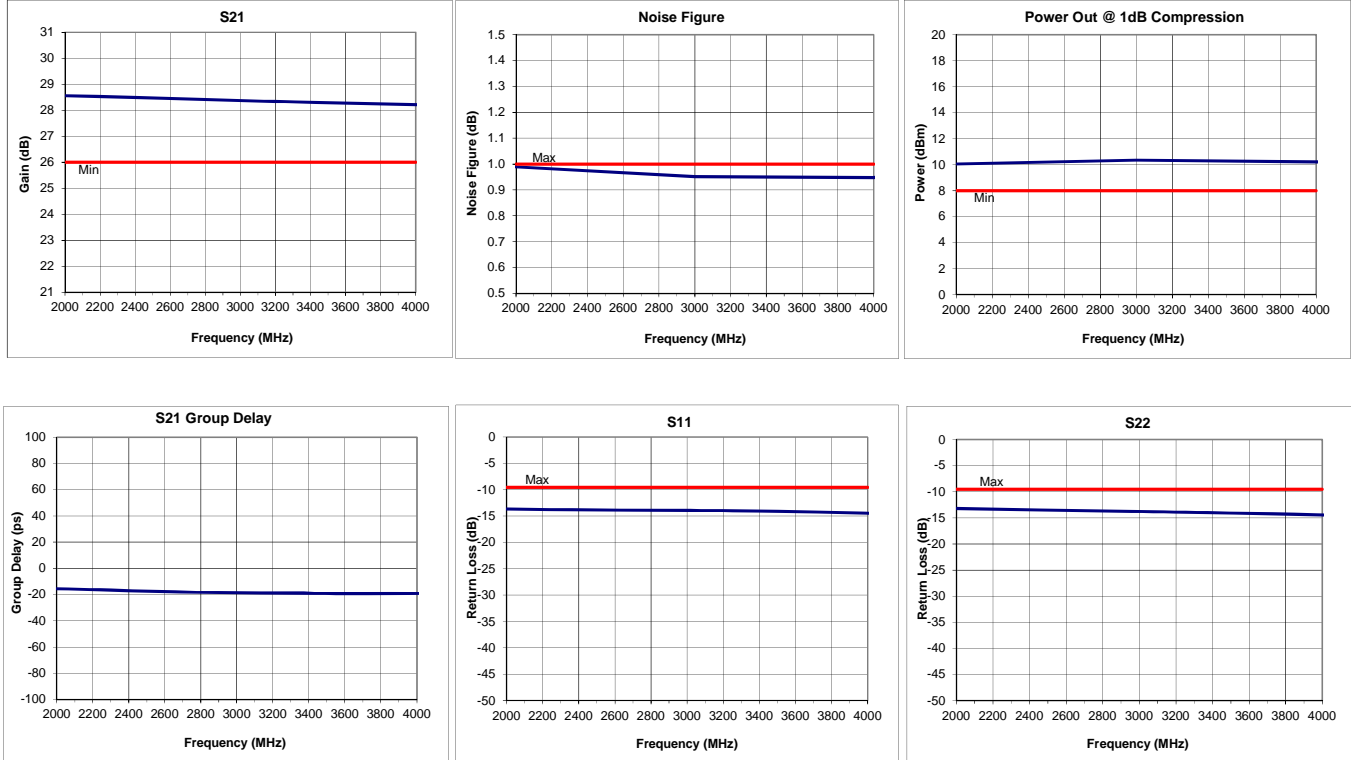 S21
31
30
29
28
27
26
25
24
23
22
21
Gain (dB)
Min
2000 2200 2400 2600 2800 3000 3200 3400 3600 3800 4000
Frequency (MHz)
Noise Figure
1.5
1.4
1.3
1.2
1.1
1.0
0.9
0.8
0.7
0.6
0.5
Noise Figure (dB)
Max
2000 2200 2400 2600 2800 3000 3200 3400 3600 3800 4000
Frequency (MHz)
Power Out @ 1dB Compression
20
18
16
14
12
10
8
6
4
2
0
Power (dBm)
Min
2000 2200 2400 2600 2800 3000 3200 3400 3600 3800 4000
Frequency (MHz)
S21 Group Delay
100
80
60
40
20
0
-20
-40
-60
-80
-100
Group Delay (ps)
2000 2200 2400 2600 2800 3000 3200 3400 3600 3800 4000
Frequency (MHz)
S11
0
-5
-10
-15
-20
-25
-30
-35
-40
-45
-50
Return Loss (dB)
Max
2000 2200 2400 2600 2800 3000 3200 3400 3600 3800 4000
Frequency (MHz)
S22
0
-5
-10
-15
-20
-25
-30
-35
-40
-45
-50
Return Loss (dB)
Max
2000 2200 2400 2600 2800 3000 3200 3400 3600 3800 4000
Frequency (MHz)